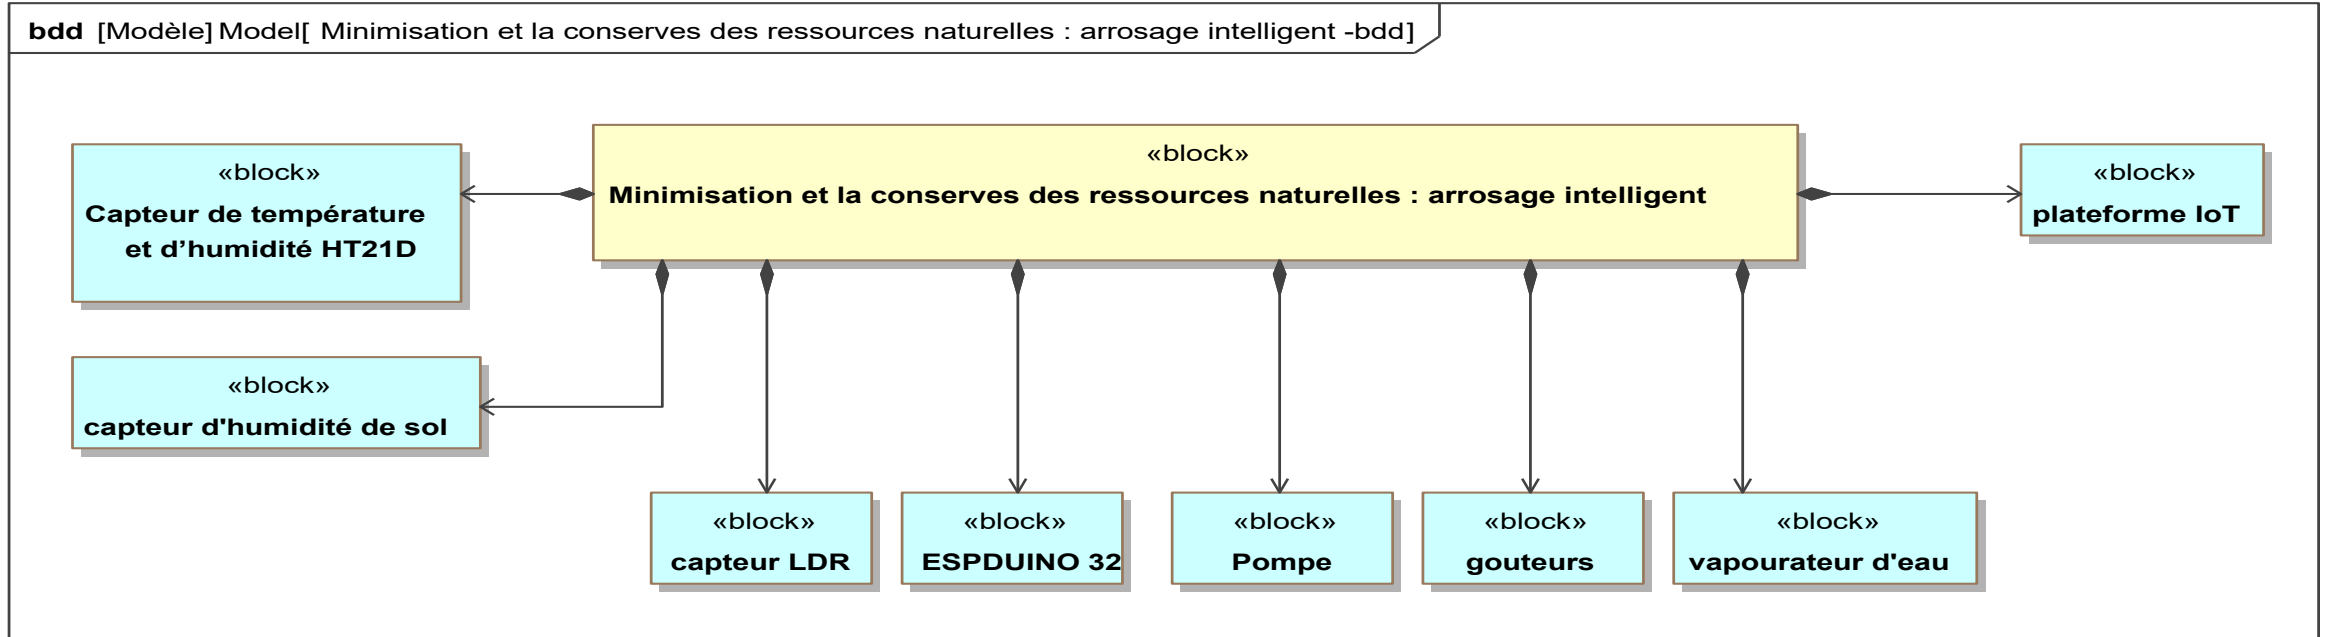 bdd [Modèle] Model[ Minimisation et la conserves des ressources naturelles : arrosage intelligent -bdd]
«block»
Capteur de température
et d’humidité HT21D
«block»
Minimisation et la conserves des ressources naturelles : arrosage intelligent
«block»
plateforme IoT
«block»
capteur d'humidité de sol
«block»
capteur LDR
«block»
ESPDUINO 32
«block»
Pompe
«block»
gouteurs
«block»
vapourateur d'eau